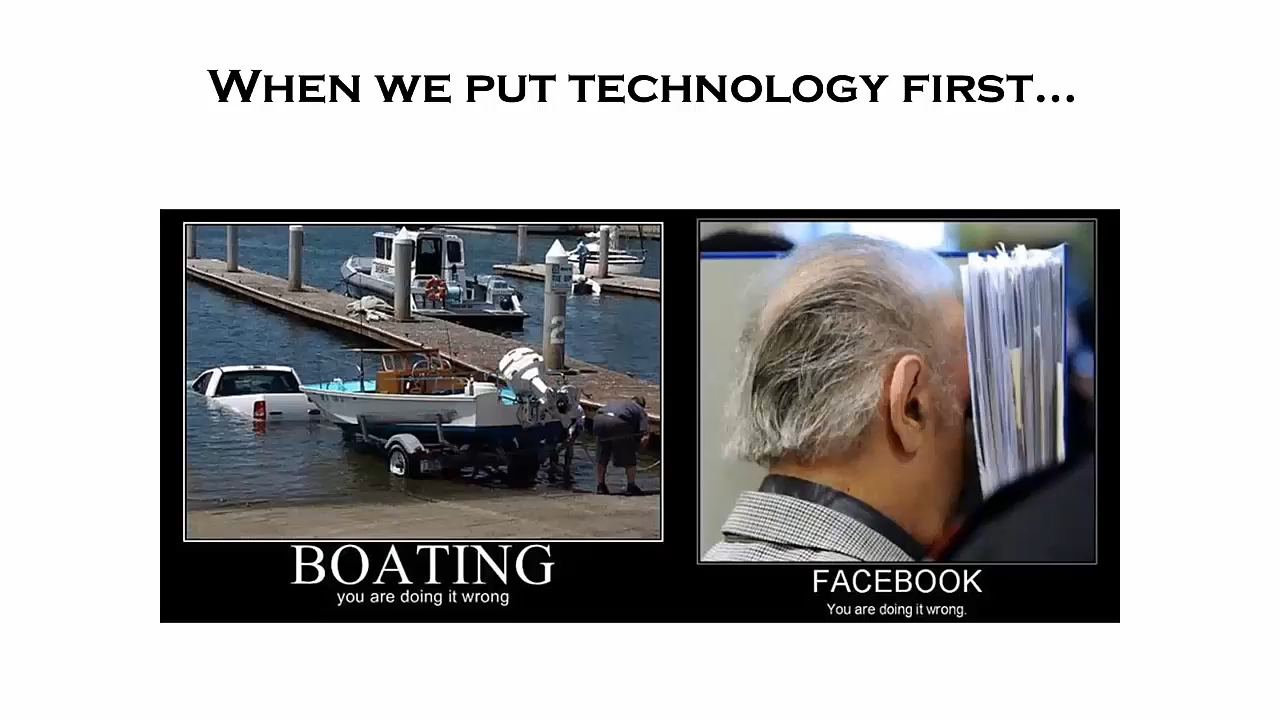 WHEN WE PUT TECHNOLOGY FIRST...
BOATING
you are doing it wrong
FACEBOOK
You are doing it wrong.